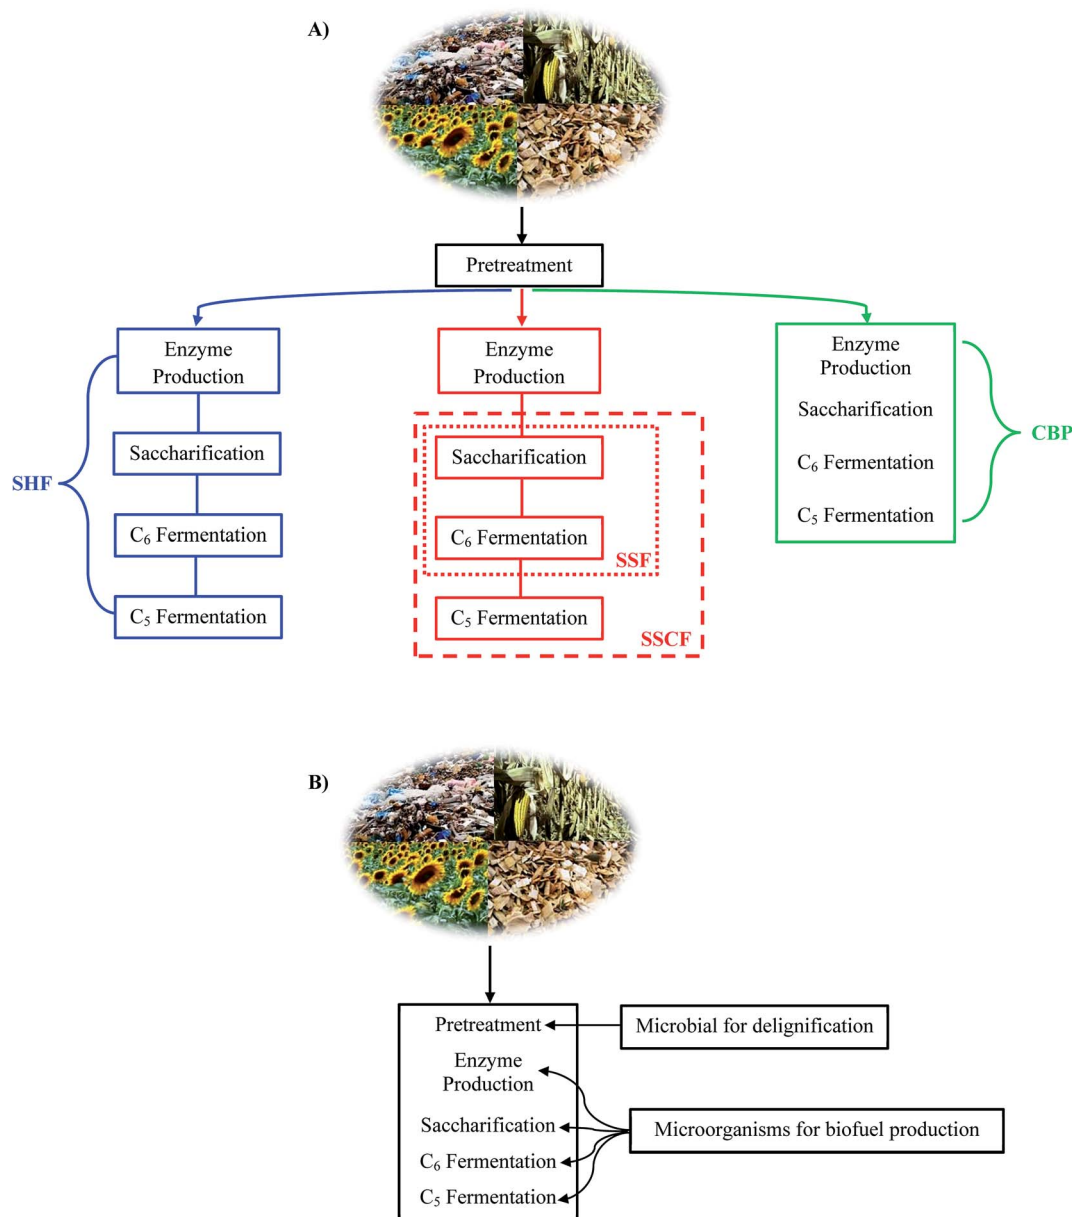 A)
Pretreatment
Enzyme
Production
Saccharification
C₆ Fermentation
C₅ Fermentation
SHF
Enzyme
Production
Saccharification
C₆ Fermentation
SSF
C₅ Fermentation
SSCF
Enzyme
Production
Saccharification
C₆ Fermentation
C₅ Fermentation
CBP
B)
Pretreatment
Microbial for delignification
Enzyme
Production
Saccharification
Microorganisms for biofuel production
C₆ Fermentation
C₅ Fermentation